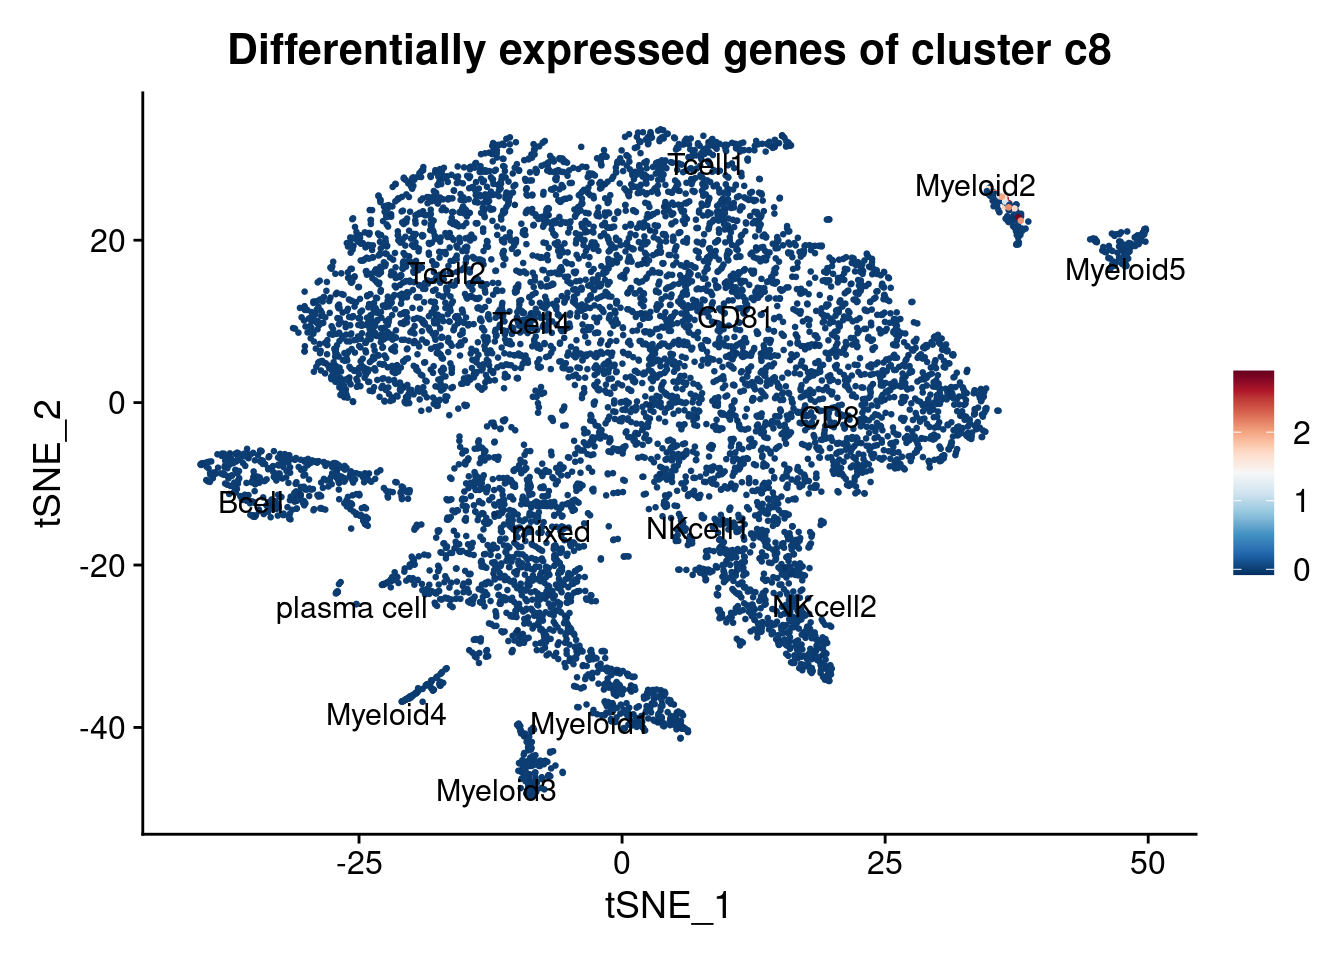 Differentially expressed genes of cluster c8
Tcell1
Myeloid2
20
Tcell2
Myeloid5
Tcell4
CD81
0
CD8
2
tSNE_2
1
Bcell
mixed
NKcell1
-20
0
plasma cell
NKcell2
Myeloid4
-40
Myeloid1
Myeloid3
-25
0
25
50
tSNE_1